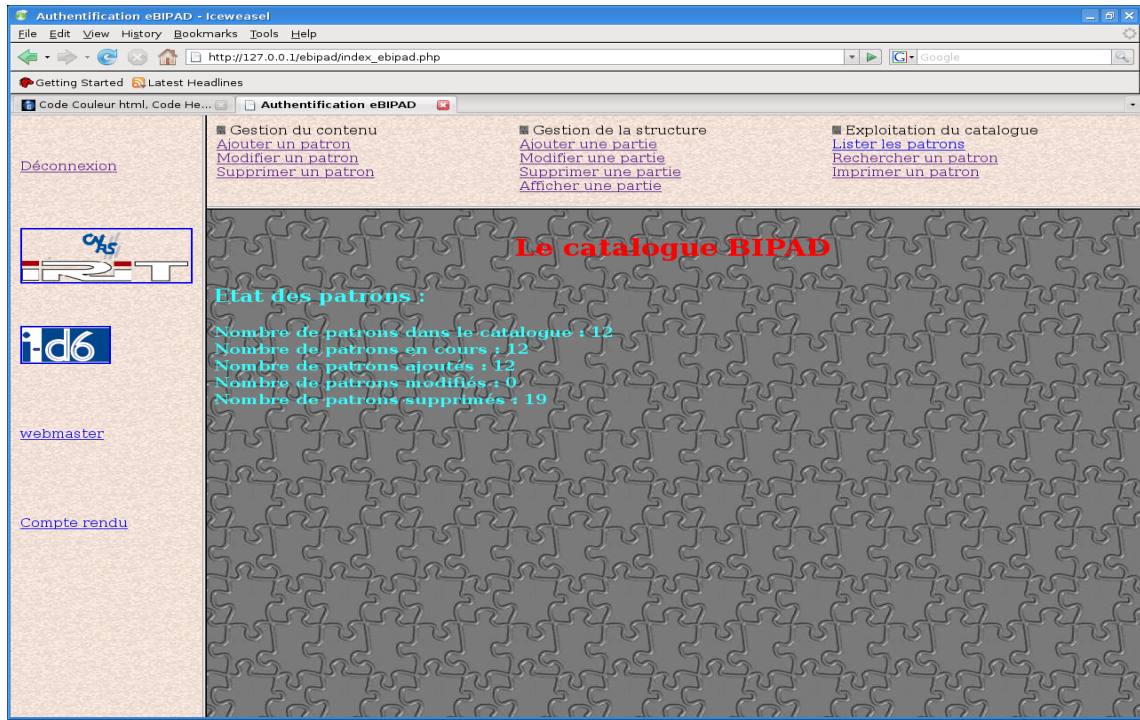 Authentification eBIPAD - Iceweasel
File Edit View History Bookmarks Tools Help
http://127.0.0.1/ebipad/index_ebipad.php
G Google
Getting Started Latest Headlines
Code Couleur html, Code He... Authentification eBIPAD
Déconnexion
CNRS
IRIT
i-d6
webmaster
Compte rendu
Gestion du contenu
Ajouter un patron
Modifier un patron
Supprimer un patron
Gestion de la structure
Ajouter une partie
Modifier une partie
Supprimer une partie
Afficher une partie
Exploitation du catalogue
Lister les patrons
Rechercher un patron
Imprimer un patron
Le catalogue BIPAD
Etat des patrons :
Nombre de patrons dans le catalogue : 12
Nombre de patrons en cours : 12
Nombre de patrons ajoutés : 12
Nombre de patrons modifiés : 0
Nombre de patrons supprimés : 19